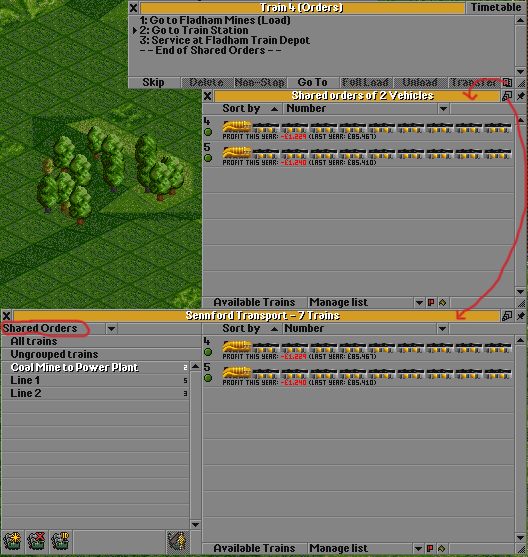 Train 4 (Orders)
Timetable
1: Go to Fladham Mines (Load)
2: Go to Train Station
3: Service at Fladham Train Depot
- - End of Shared Orders - -
Skip Delete Non-Stop Go To Full Load Unload Transfer
Shared orders of 2 Vehicles
Sort by Number
4
PROFIT THIS YEAR: -£1,229 (LAST YEAR: £85,467)
5
PROFIT THIS YEAR: -£1,240 (LAST YEAR: £85,410)
Available Trains Manage list
Sennford Transport - 7 Trains
Shared Orders
Sort by Number
All trains
Ungrouped trains
Coal Mine to Power Plant 2
Line 1 5
Line 2 3
4
PROFIT THIS YEAR: -£1,229 (LAST YEAR: £85,467)
5
PROFIT THIS YEAR: -£1,240 (LAST YEAR: £85,410)
Available Trains Manage list